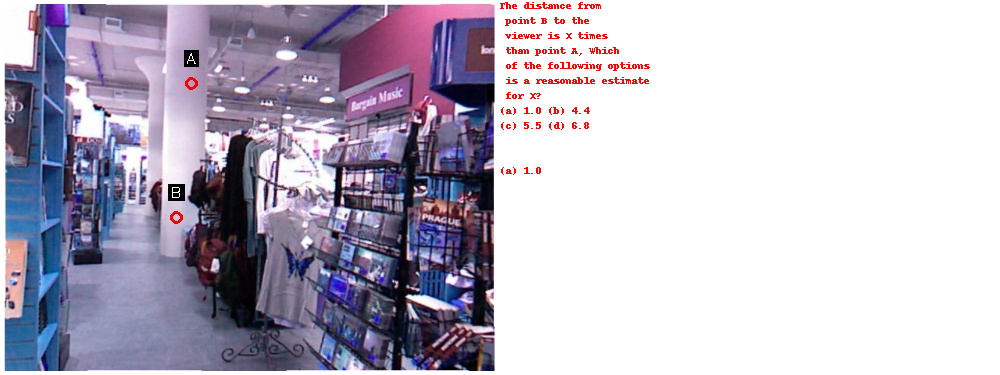 A
B
Bargain Music
PRAGUE
The distance from
point B to the
viewer is X times
than point A, Which
of the following options
is a reasonable estimate
for X?
(a) 1.0 (b) 4.4
(c) 5.5 (d) 6.8
(a) 1.0